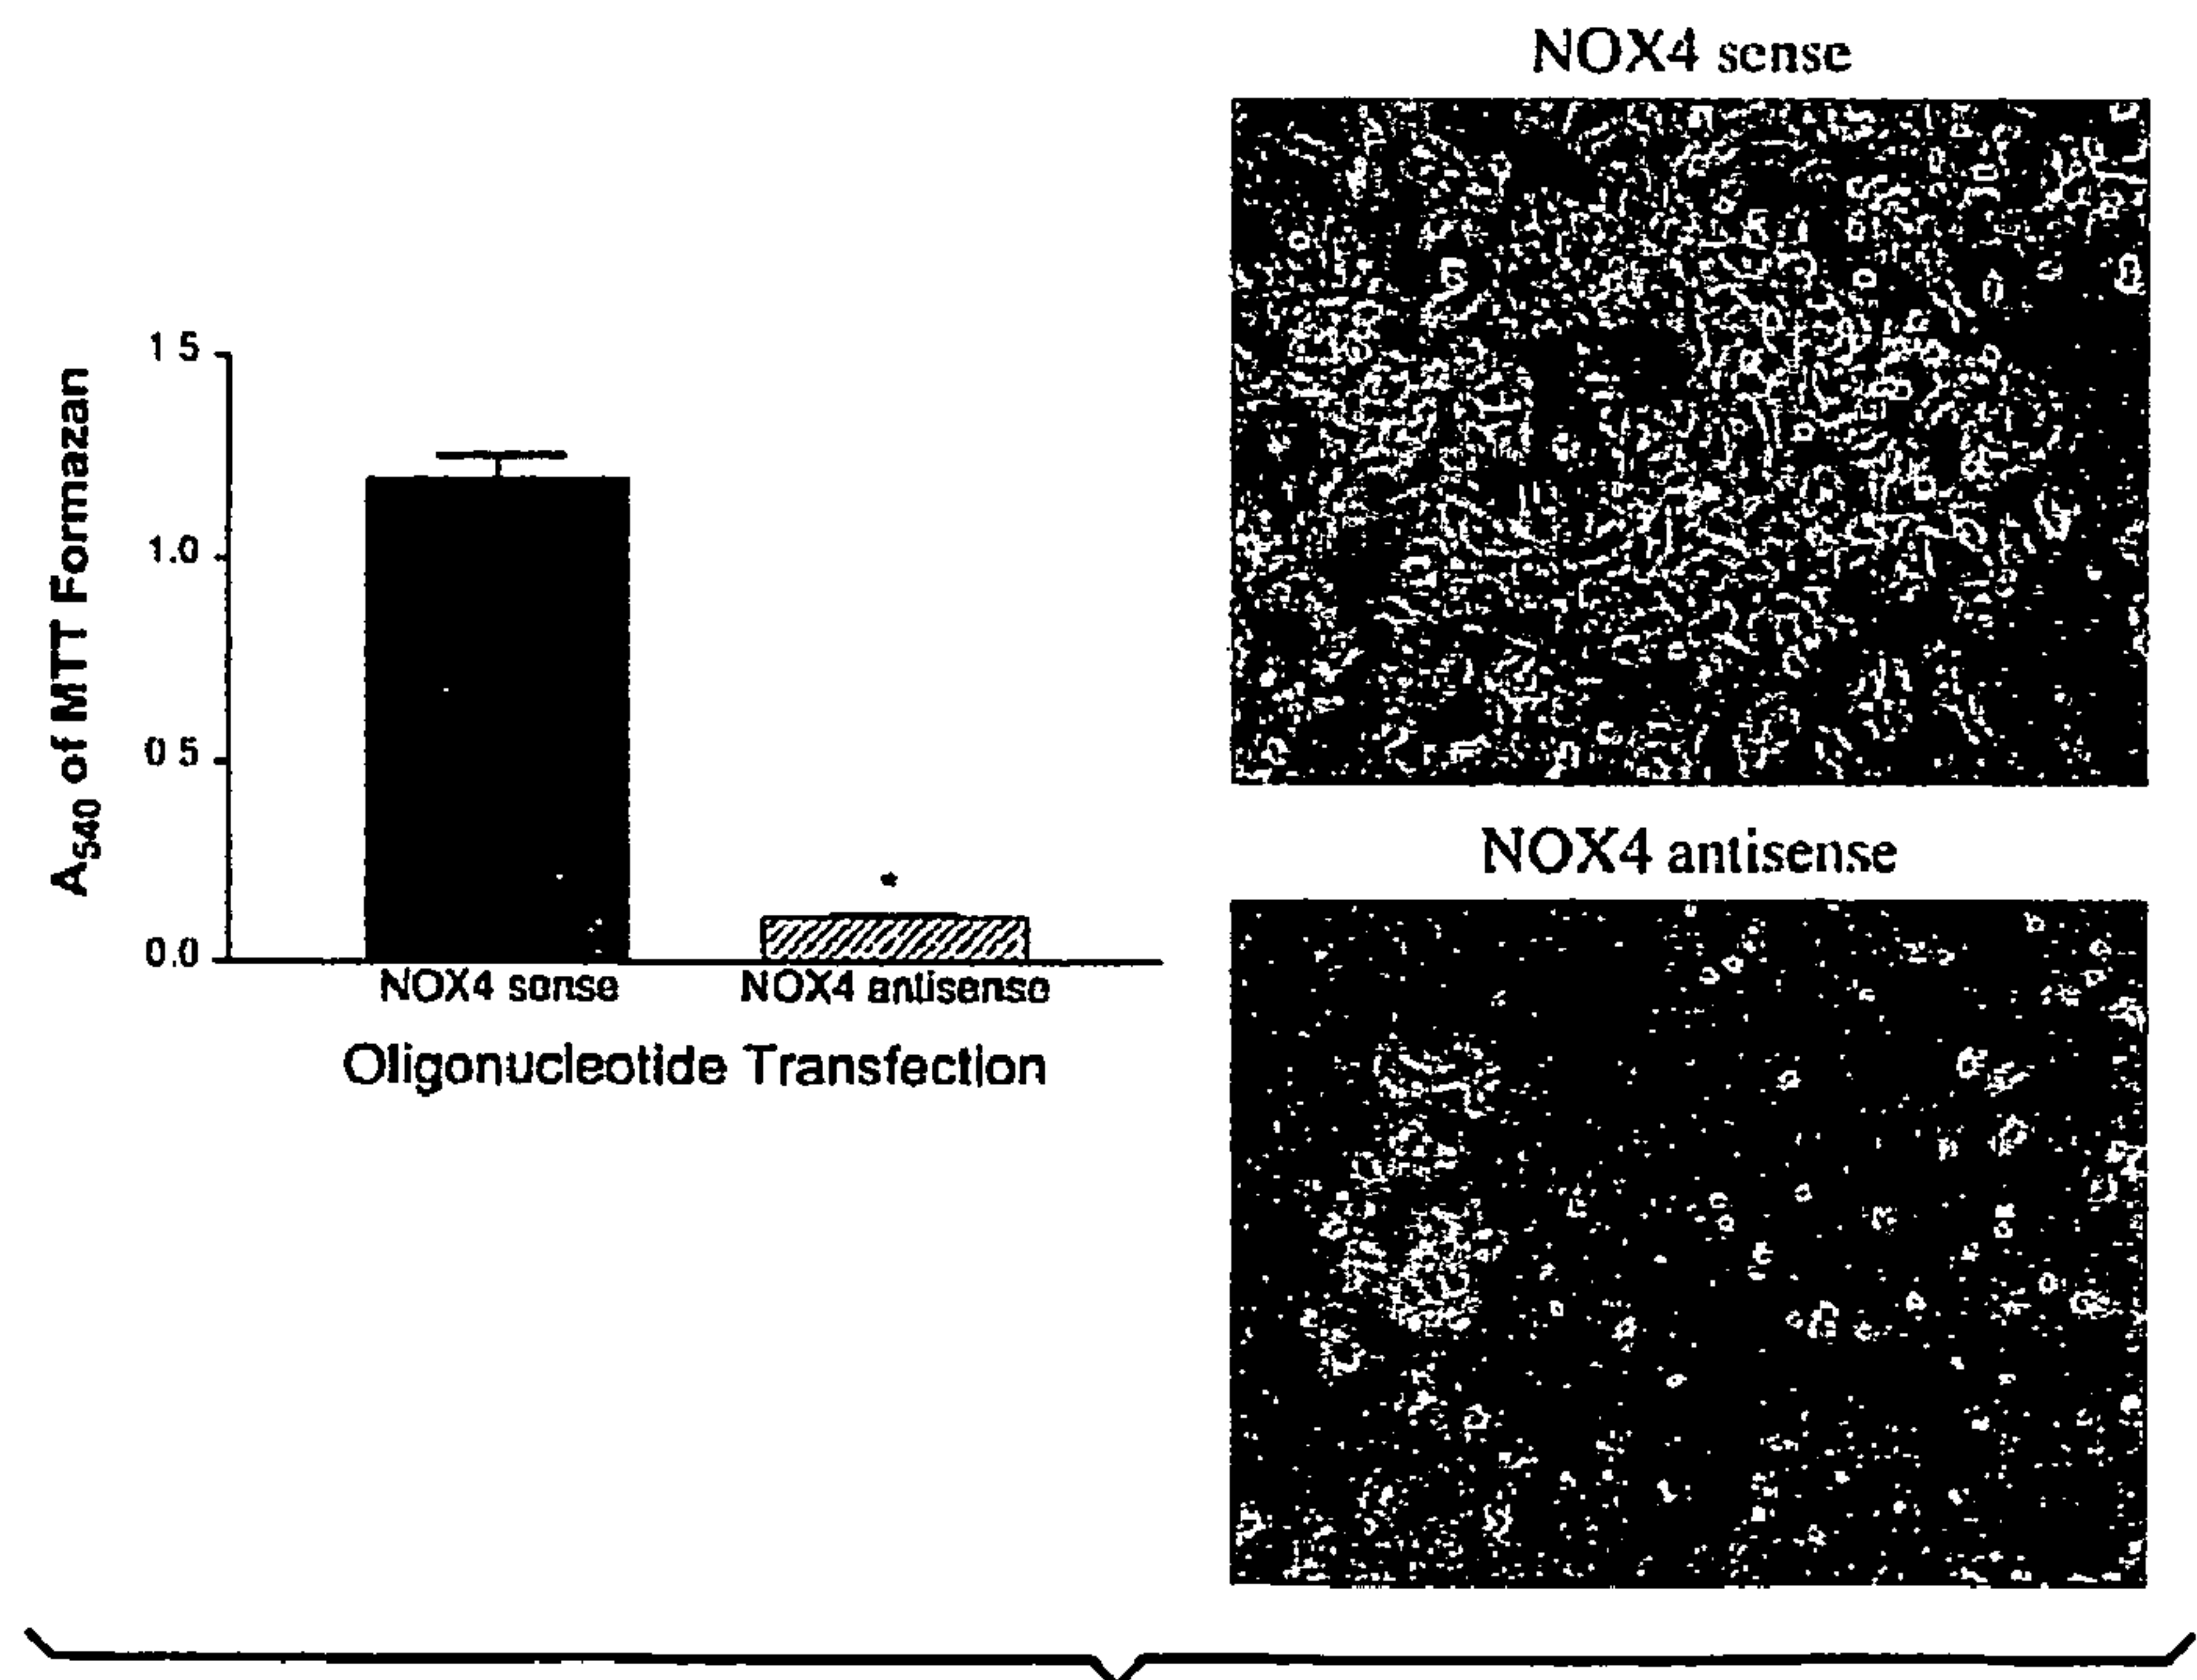 NOX4 sense
1.5
1.0
0.5
0.0
A540 of MTT Formazan
NOX4 sense
NOX4 antisense
*
Oligonucleotide Transfection
NOX4 antisense